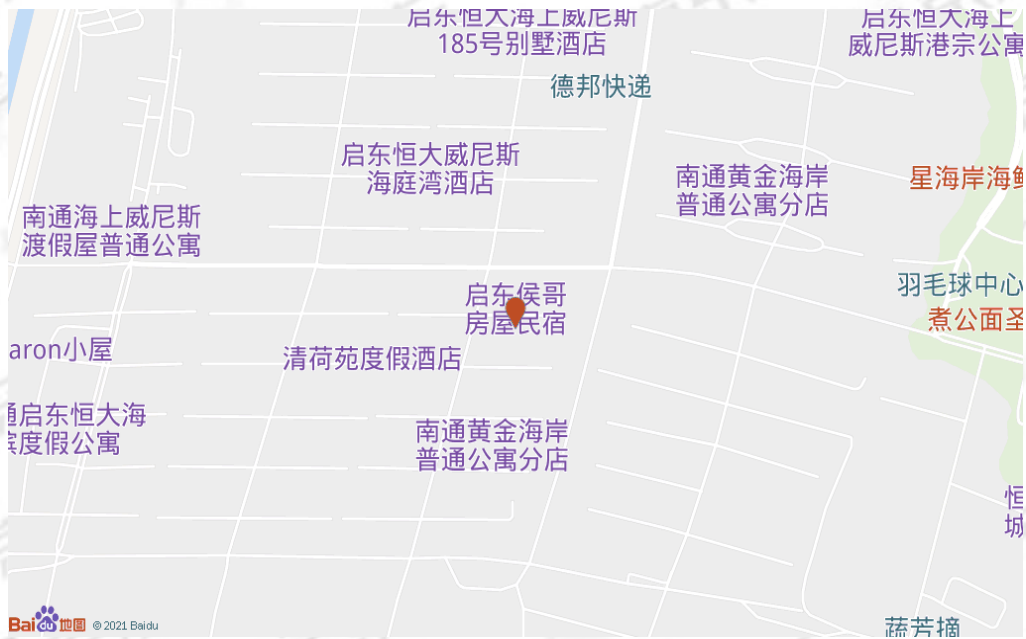 启东恒大海上威尼斯
185号别墅酒店
启东恒大海上
威尼斯港宗公寓
德邦快递
启东恒大威尼斯
海庭湾酒店
南通黄金海岸
普通公寓分店
星海岸海鲜
南通海上威尼斯
渡假屋普通公寓
羽毛球中心
启东侯哥
房屋民宿
煮公面圣
aron小屋
清荷苑度假酒店
通启东恒大海
滨度假公寓
南通黄金海岸
普通公寓分店
恒
城
蔬芳摘
Baidu地图 © 2021 Baidu